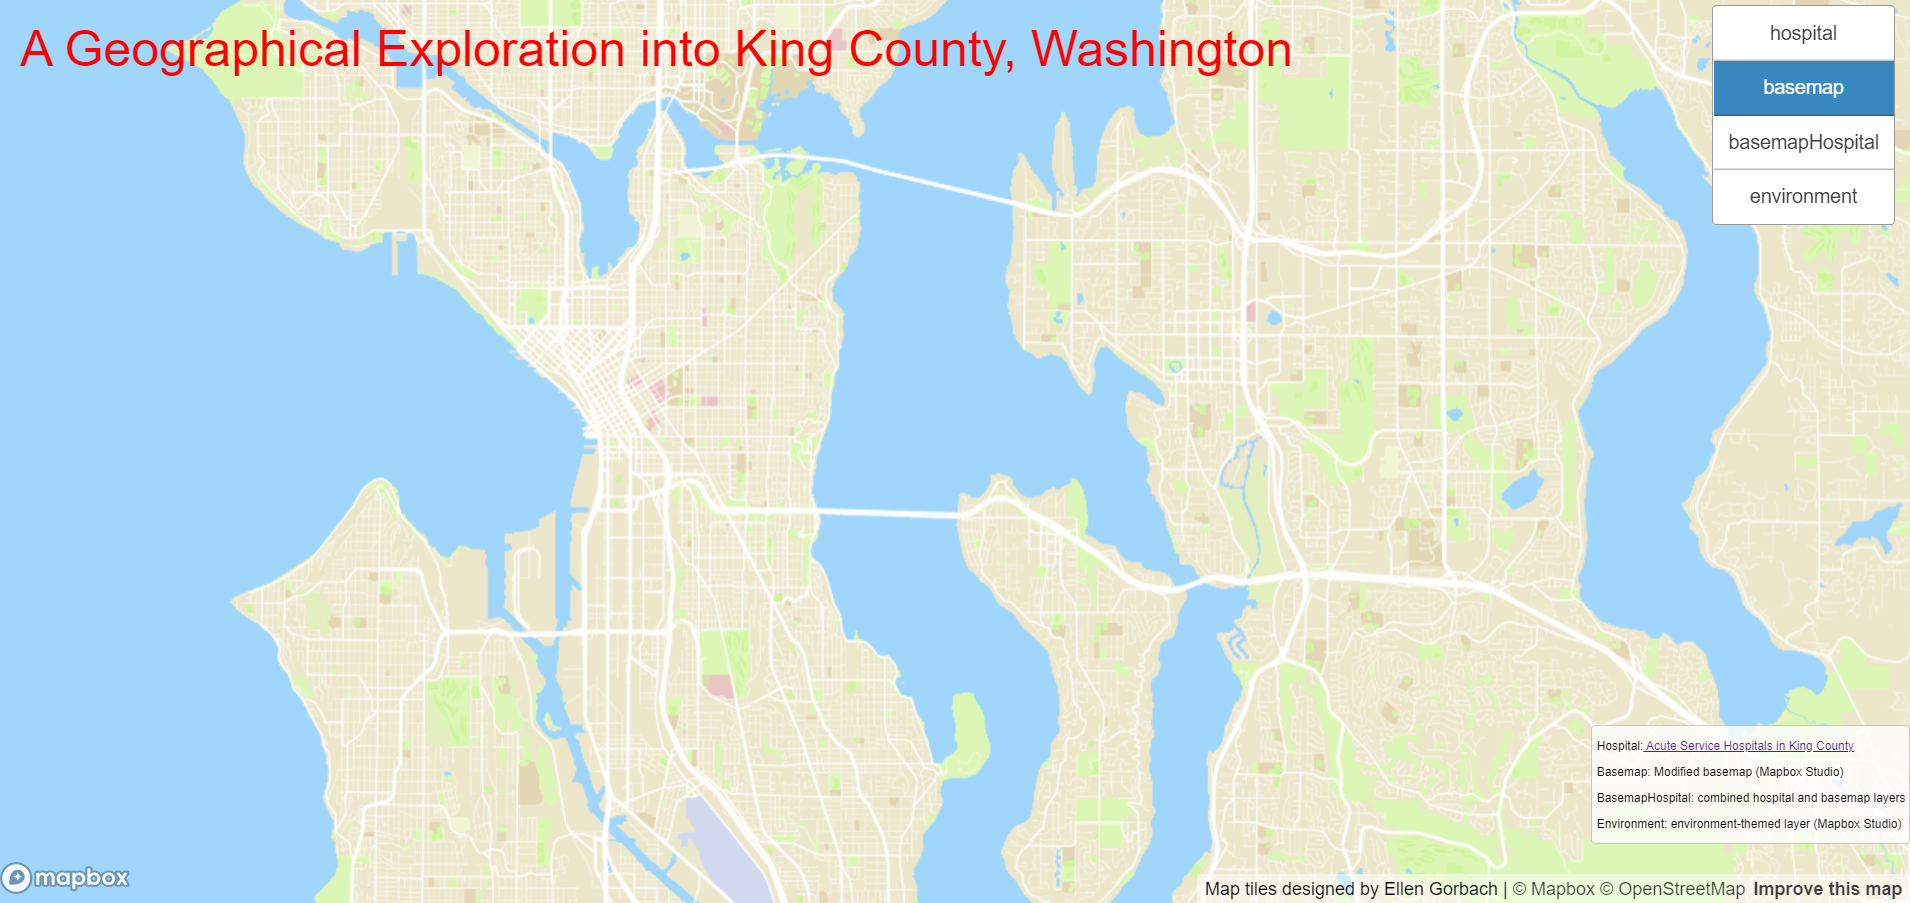 A Geographical Exploration into King County, Washington
hospital
basemap
basemapHospital
environment
Hospital: Acute Service Hospitals in King County
Basemap: Modified basemap (Mapbox Studio)
BasemapHospital: combined hospital and basemap layers
Environment: environment-themed layer (Mapbox Studio)
mapbox
Map tiles designed by Ellen Gorbach | © Mapbox © OpenStreetMap Improve this map